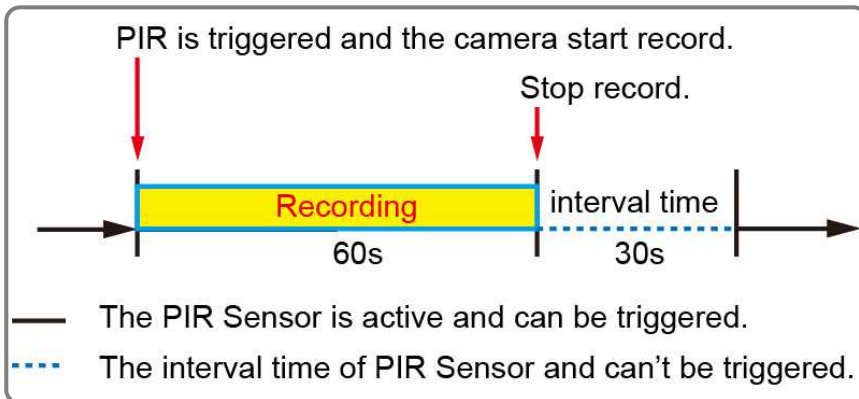 PIR is triggered and the camera start record.
Stop record.
Recording
interval time
60s
30s
The PIR Sensor is active and can be triggered.
The interval time of PIR Sensor and can't be triggered.